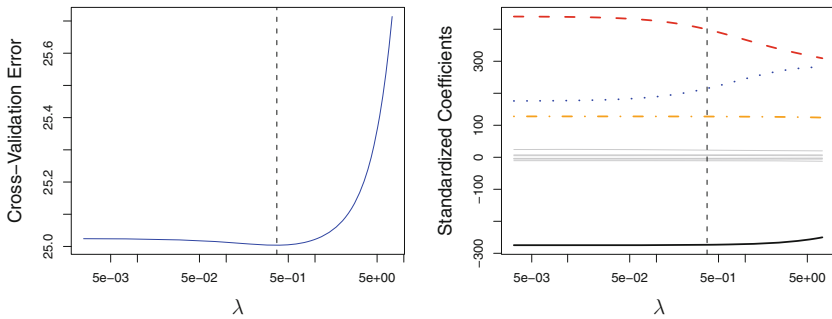 Cross-Validation Error
25.0 25.2 25.4 25.6
5e−03 5e−02 5e−01 5e+00
λ
Standardized Coefficients
−300 −100 0 100 300
5e−03 5e−02 5e−01 5e+00
λ